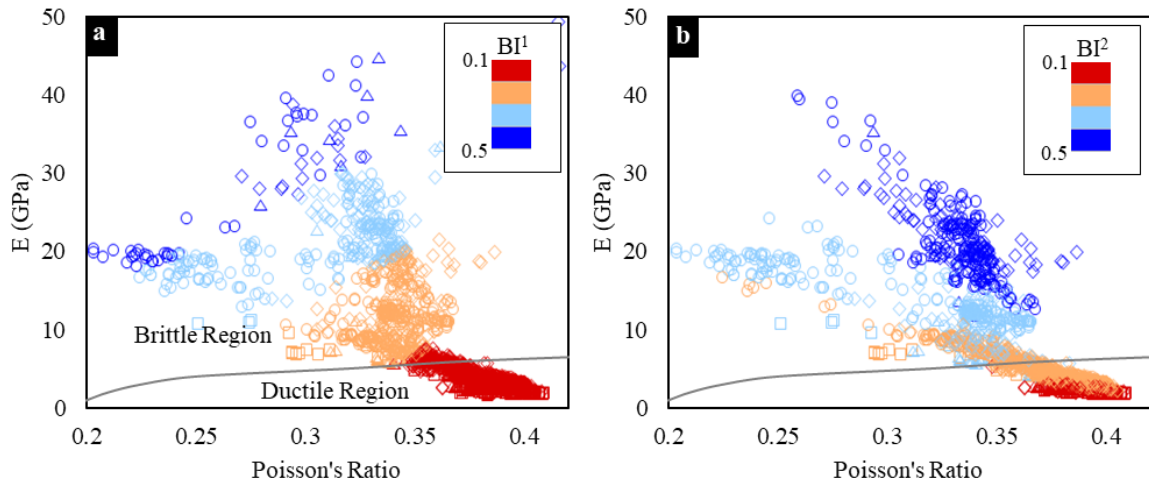 a
BI¹
0.1
0.5
50
40
30
20
10
0
E (GPa)
Brittle Region
Ductile Region
0.2
0.25
0.3
0.35
0.4
Poisson's Ratio
b
BI²
0.1
0.5
50
40
30
20
10
0
E (GPa)
0.2
0.25
0.3
0.35
0.4
Poisson's Ratio